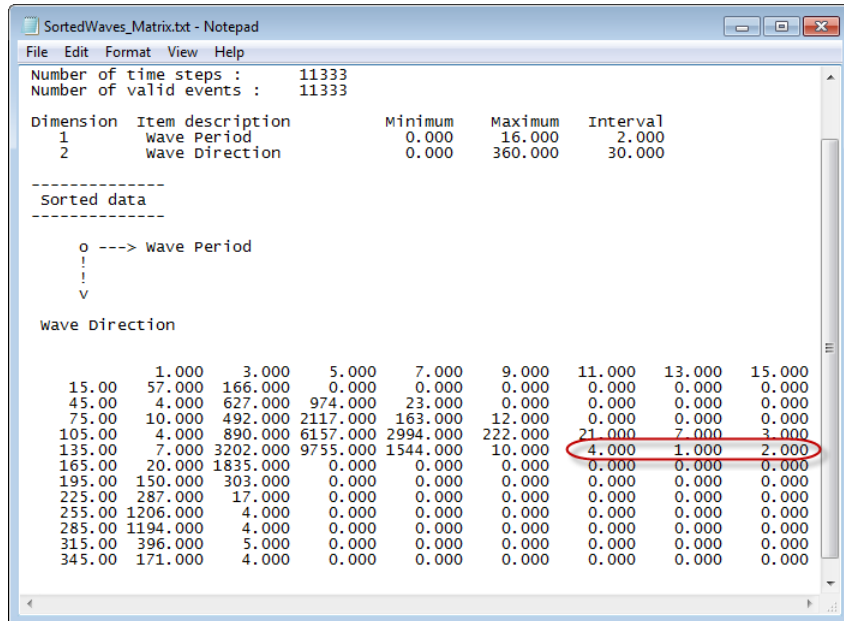 SortedWaves_Matrix.txt - Notepad
File Edit Format View Help
Number of time steps : 11333
Number of valid events : 11333
Dimension Item description Minimum Maximum Interval
1 Wave Period 0.000 16.000 2.000
2 Wave Direction 0.000 360.000 30.000
--------------
Sorted data
--------------
o ---> Wave Period
!
!
v
Wave Direction
1.000 3.000 5.000 7.000 9.000 11.000 13.000 15.000
15.00 57.000 166.000 0.000 0.000 0.000 0.000 0.000 0.000
45.00 4.000 627.000 974.000 23.000 0.000 0.000 0.000 0.000
75.00 10.000 492.000 2117.000 163.000 12.000 0.000 0.000 0.000
105.00 4.000 890.000 6157.000 2994.000 222.000 21.000 7.000 3.000
135.00 7.000 3202.000 9755.000 1544.000 10.000 4.000 1.000 2.000
165.00 20.000 1835.000 0.000 0.000 0.000 0.000 0.000 0.000
195.00 150.000 303.000 0.000 0.000 0.000 0.000 0.000 0.000
225.00 287.000 17.000 0.000 0.000 0.000 0.000 0.000 0.000
255.00 1206.000 4.000 0.000 0.000 0.000 0.000 0.000 0.000
285.00 1194.000 4.000 0.000 0.000 0.000 0.000 0.000 0.000
315.00 396.000 5.000 0.000 0.000 0.000 0.000 0.000 0.000
345.00 171.000 4.000 0.000 0.000 0.000 0.000 0.000 0.000